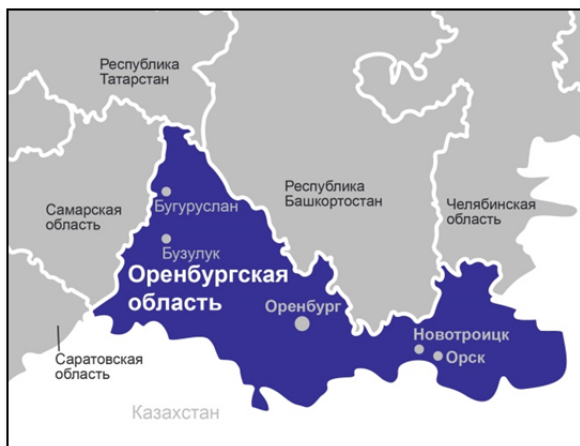 Республика
Татарстан
Самарская
область
Бугуруслан
Республика
Башкортостан
Челябинская
область
Бузулук
Оренбургская
область
Оренбург
Новотроицк
Орск
Саратовская
область
Казахстан